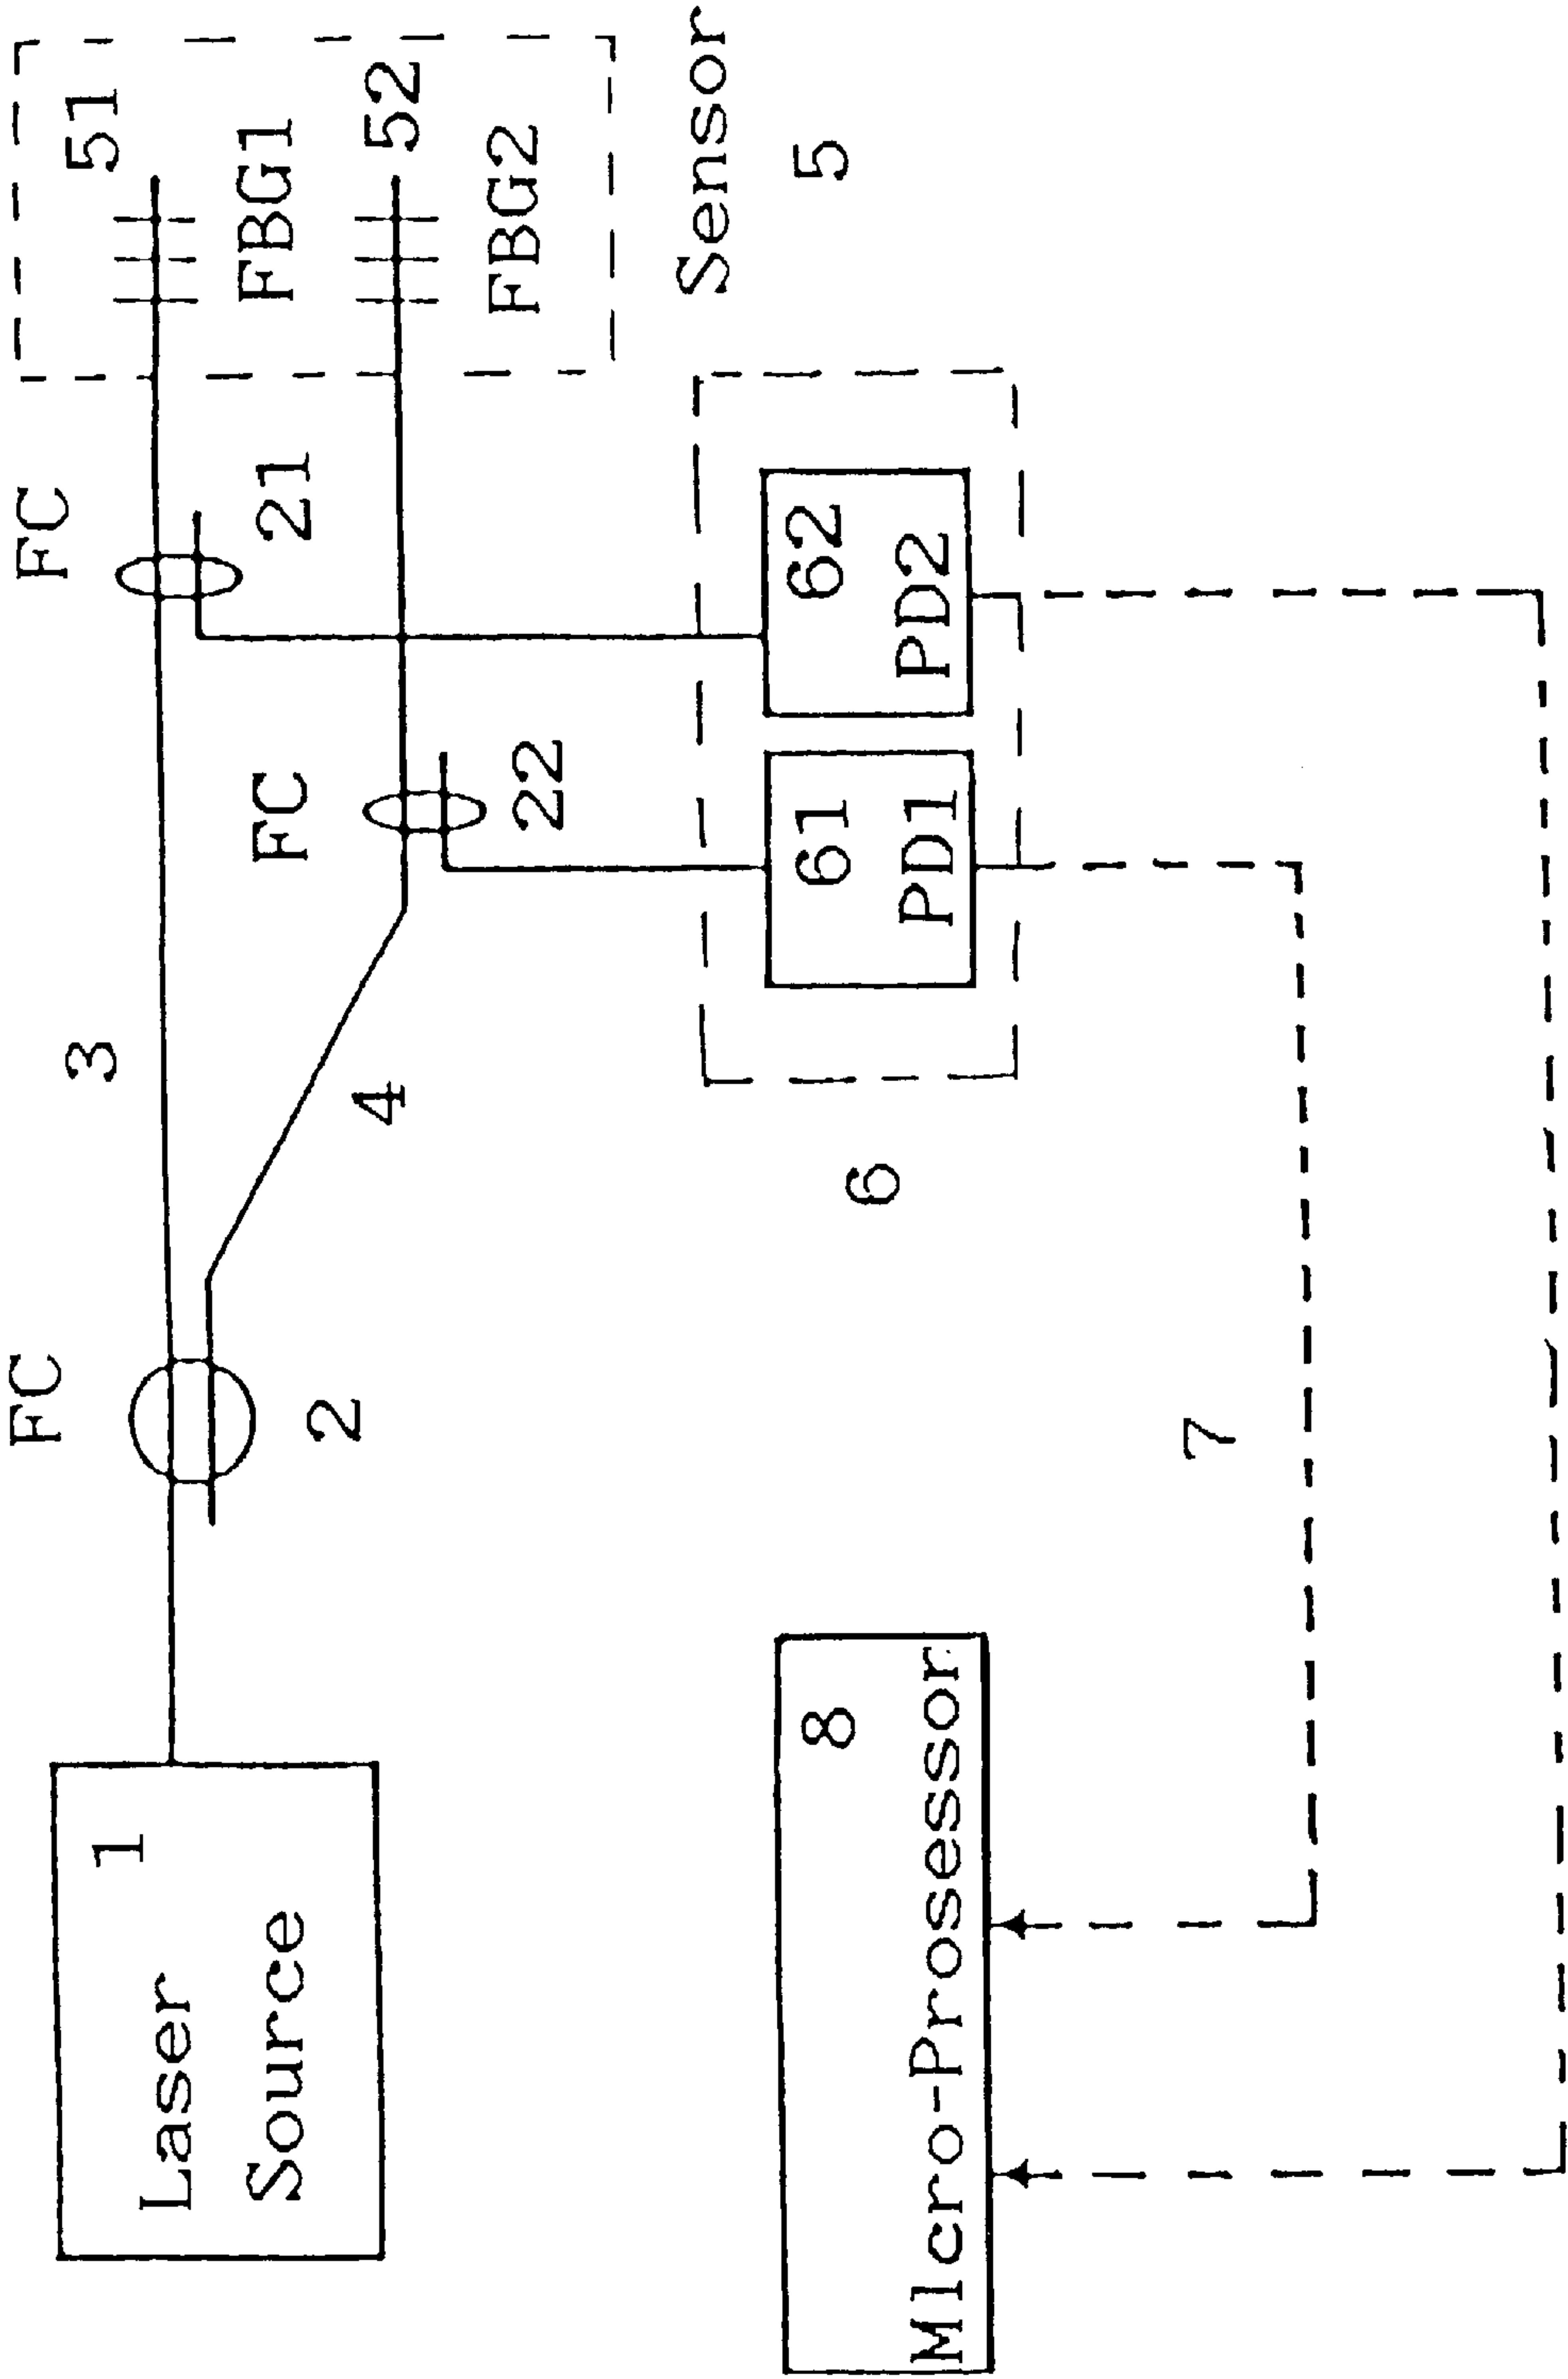 FC
FC
51
3
FBG1
1
Laser
Source
2
4
FC
21
52
22
FBG2
Sensor
5
8
Mlcro-Prosessor
6
61
PD1
62
PD2
7